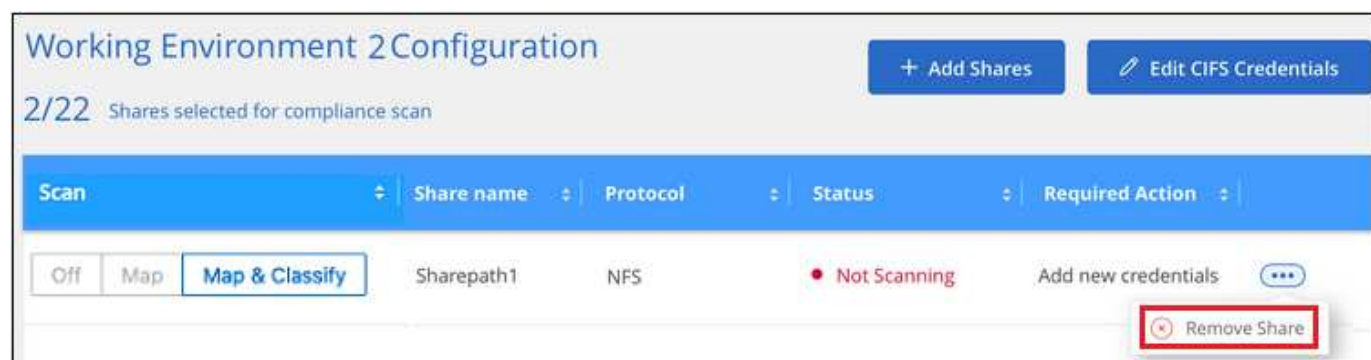 Working Environment 2 Configuration
+ Add Shares
Edit CIFS Credentials
2/22 Shares selected for compliance scan
Scan Share name Protocol Status Required Action
Off Map Map & Classify Sharepath1 NFS Not Scanning Add new credentials
Remove Share